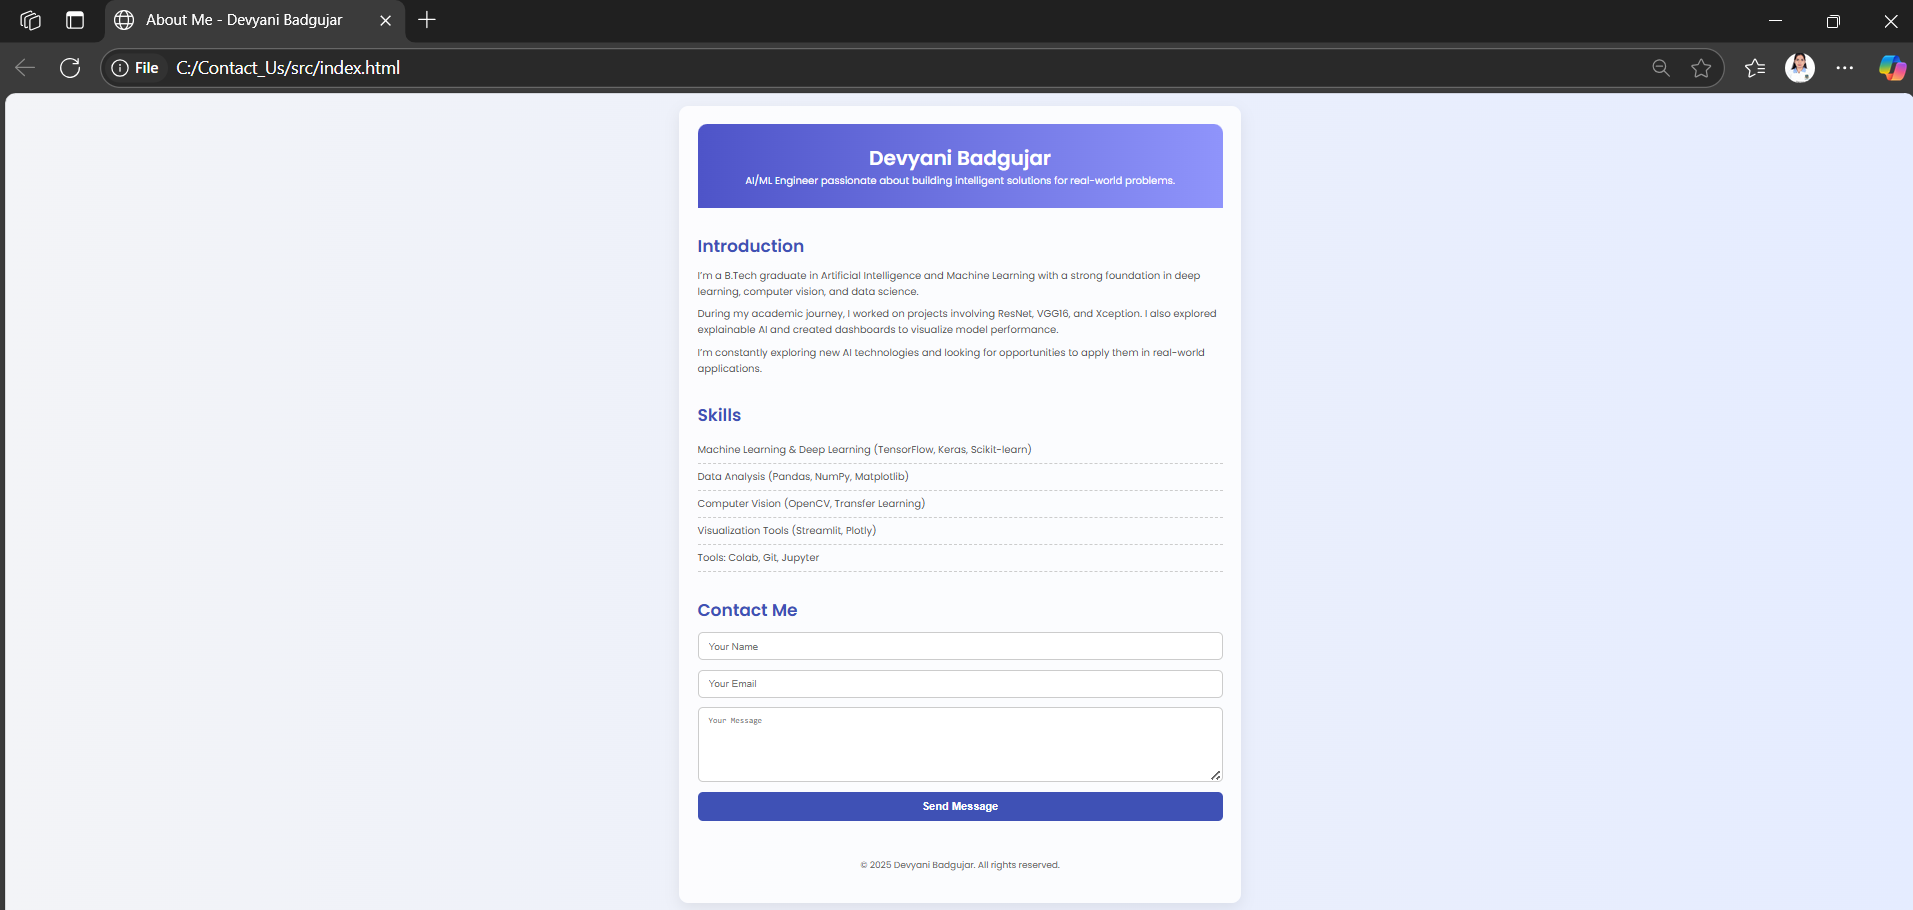 About Me - Devyani Badgujar
File C:/Contact_Us/src/index.html
Devyani Badgujar
AI/ML Engineer passionate about building intelligent solutions for real-world problems.
Introduction
I'm a B.Tech graduate in Artificial Intelligence and Machine Learning with a strong foundation in deep
learning, computer vision, and data science.
During my academic journey, I worked on projects involving ResNet, VGG16, and Xception. I also explored
explainable AI and created dashboards to visualize model performance.
I'm constantly exploring new AI technologies and looking for opportunities to apply them in real-world
applications.
Skills
Machine Learning & Deep Learning (TensorFlow, Keras, Scikit-learn)
Data Analysis (Pandas, NumPy, Matplotlib)
Computer Vision (OpenCV, Transfer Learning)
Visualization Tools (Streamlit, Plotly)
Tools: Colab, Git, Jupyter
Contact Me
Your Name
Your Email
Your Message
Send Message
© 2025 Devyani Badgujar. All rights reserved.